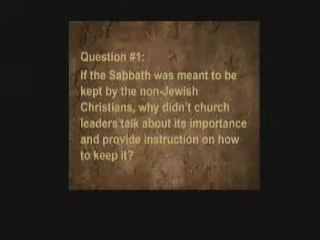 Question #1:
If the Sabbath was meant to be
kept by the non-Jewish
Christians, why didn't church
leaders talk about its importance
and provide instruction on how
to keep it?